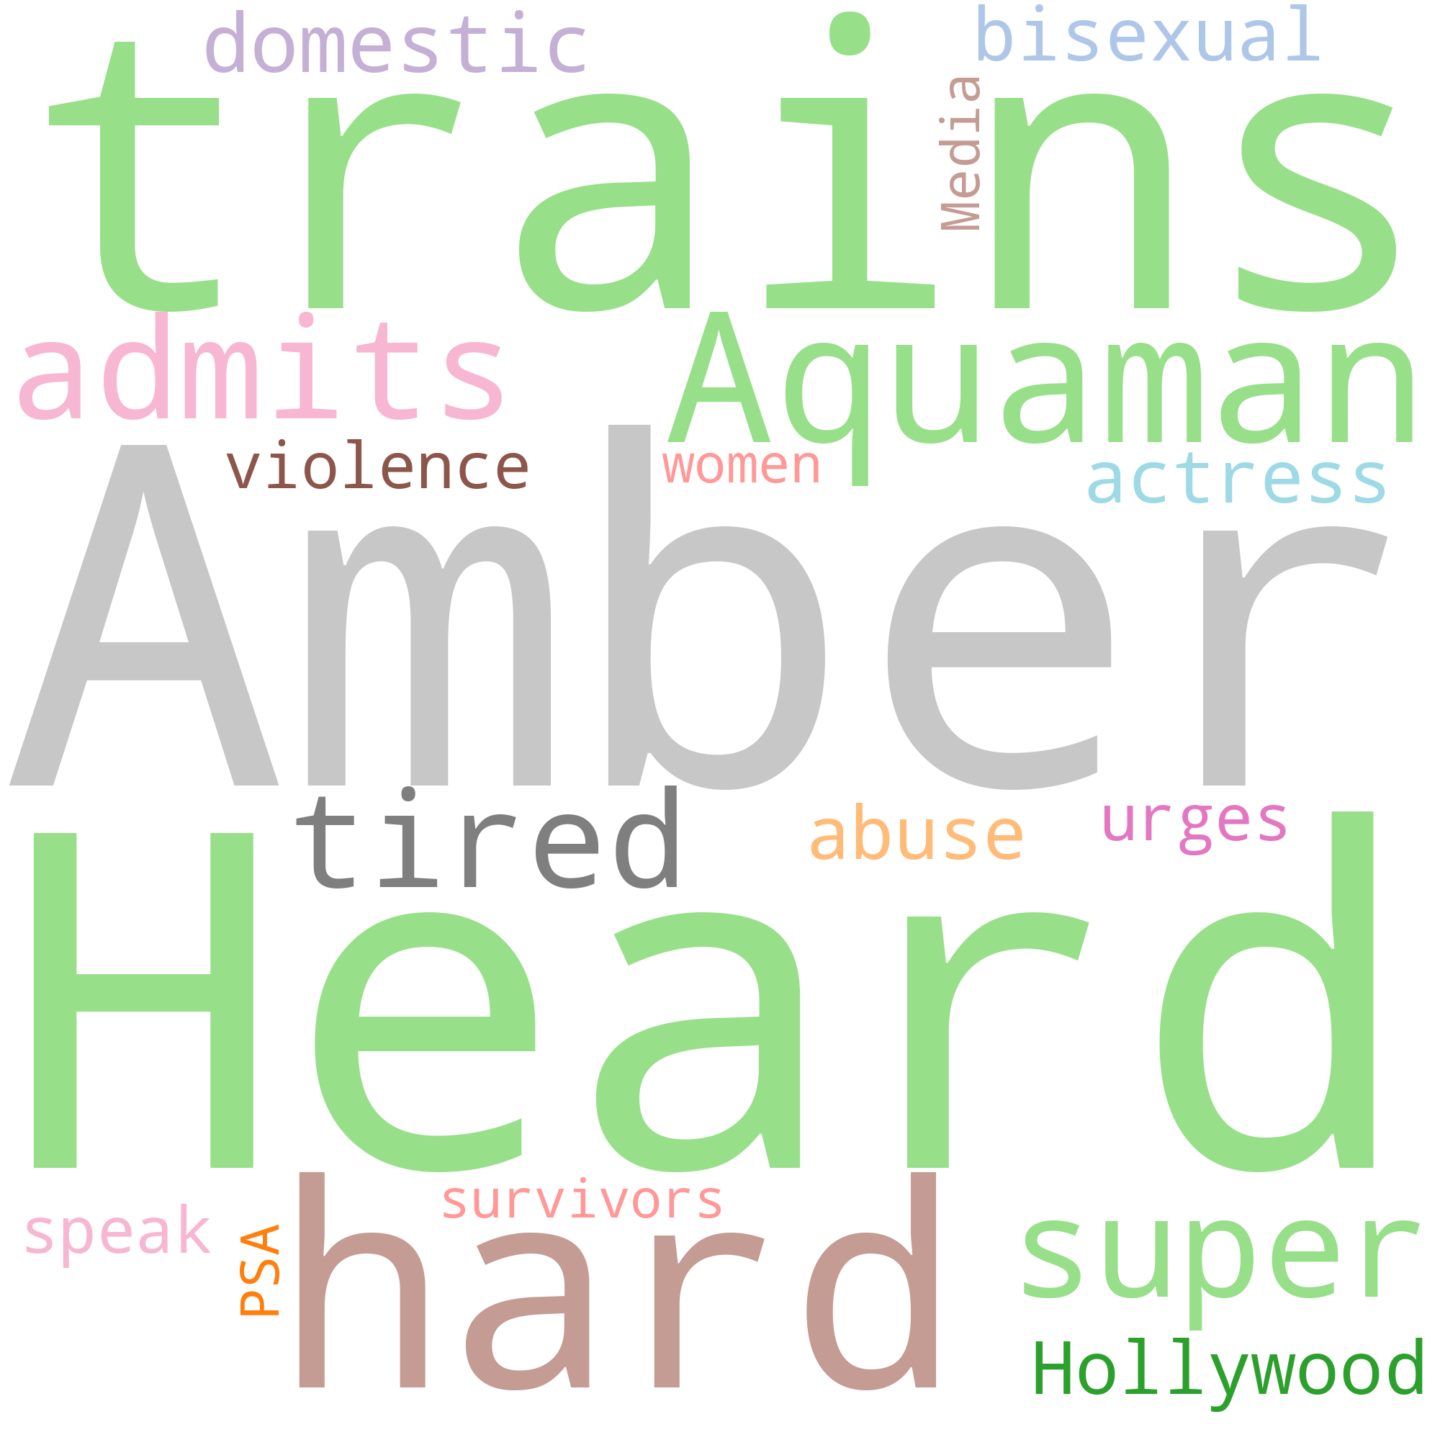 domestic
bisexual
trains
Media
admits
Aquaman
violence
women
actress
Amber
tired
abuse
urges
Heard
hard
survivors
speak
PSA
super
Hollywood